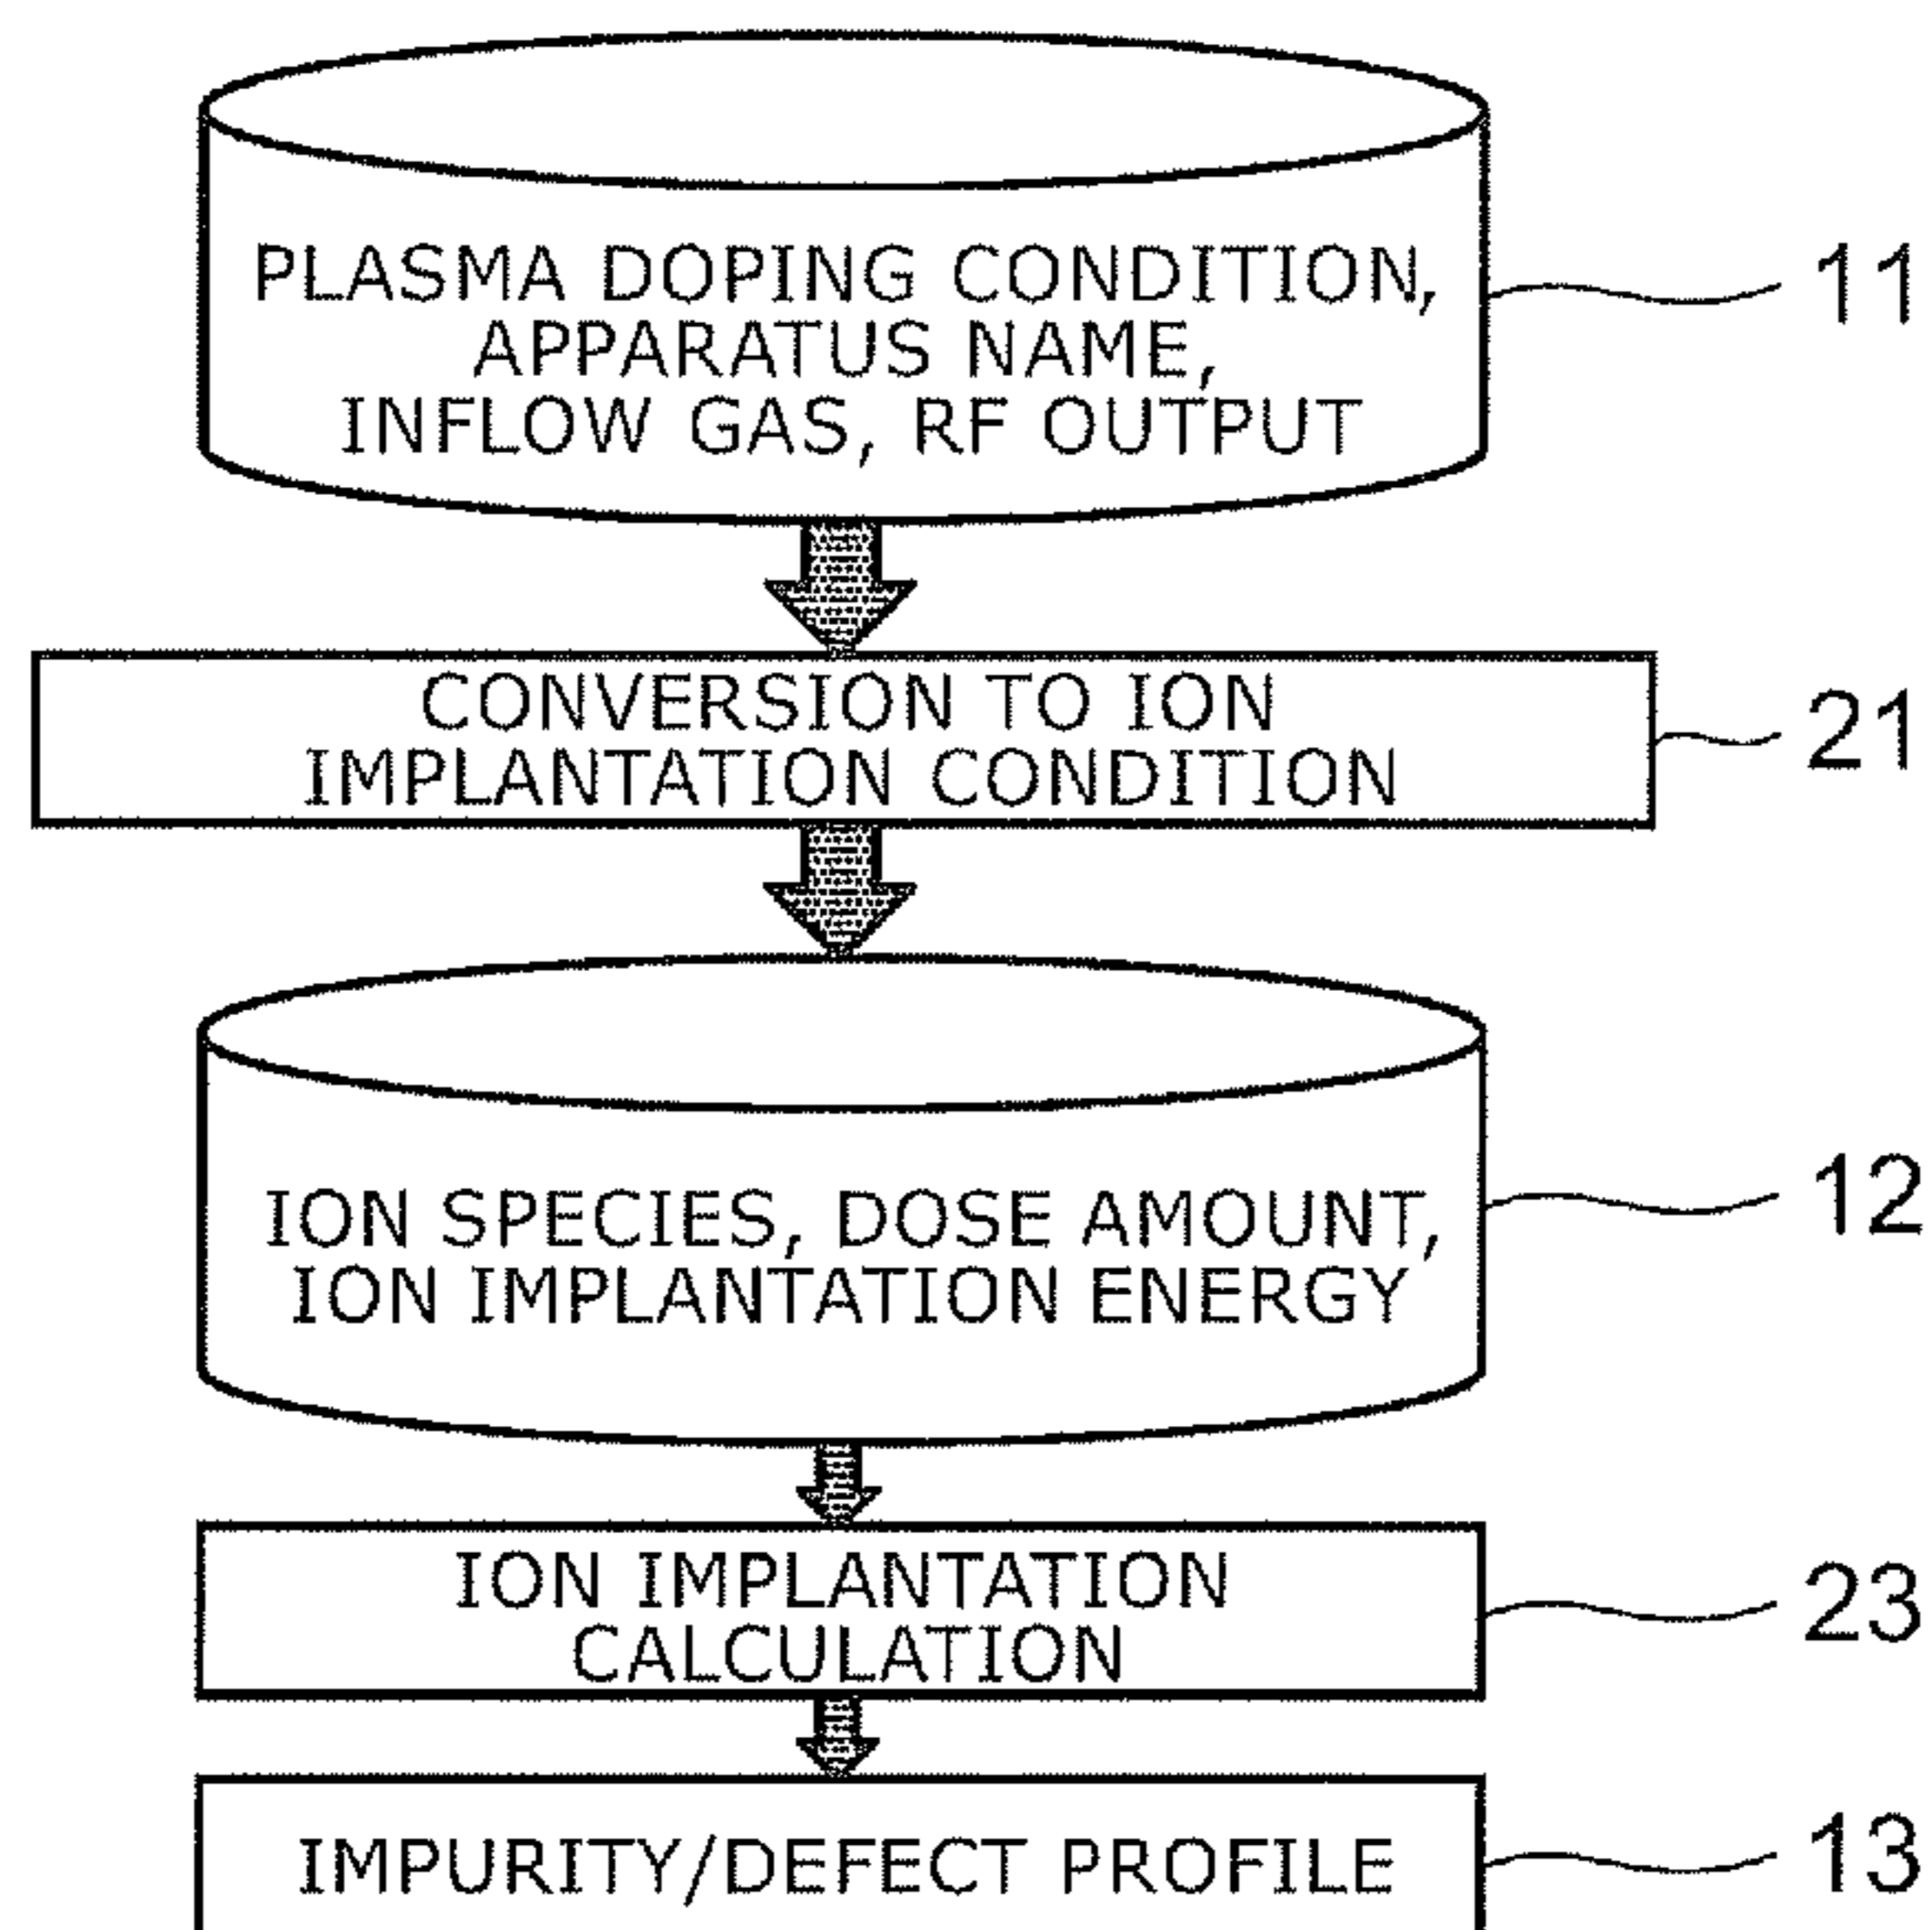 PLASMA DOPING CONDITION,
APPARATUS NAME,
INFLOW GAS, RF OUTPUT
11
CONVERSION TO ION
IMPLANTATION CONDITION
21
ION SPECIES, DOSE AMOUNT,
ION IMPLANTATION ENERGY
12
ION IMPLANTATION
CALCULATION
23
IMPURITY/DEFECT PROFILE
13